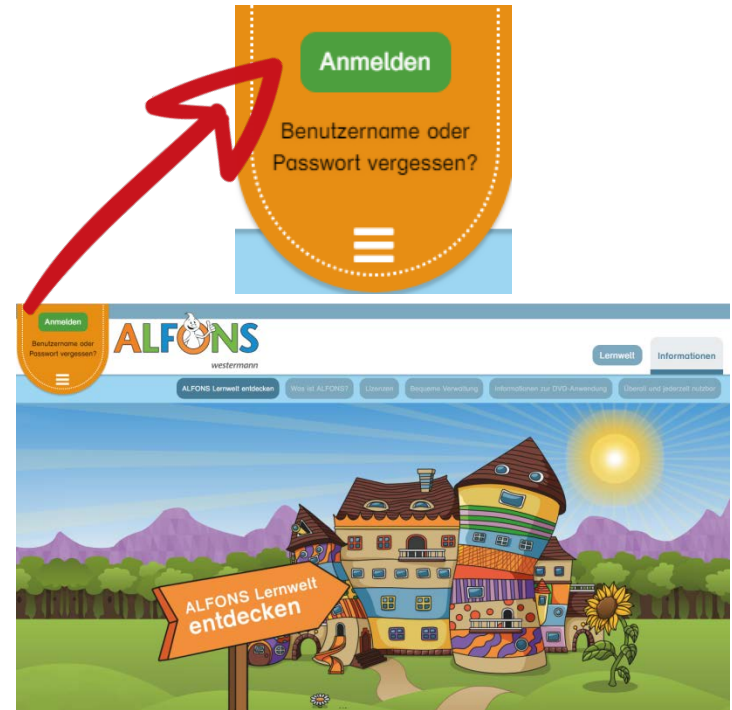 Anmelden
Benutzername oder
Passwort vergessen?
Anmelden
Benutzername oder
Passwort vergessen?
ALFONS
westermann
Lernwelt
Informationen
ALFONS Lernwelt entdecken
Was ist ALFONS?
Lizenzen
Bequeme Verwaltung
Informationen zur DVD-Anwendung
Überall und jederzeit nutzbar
ALFONS Lernwelt
entdecken